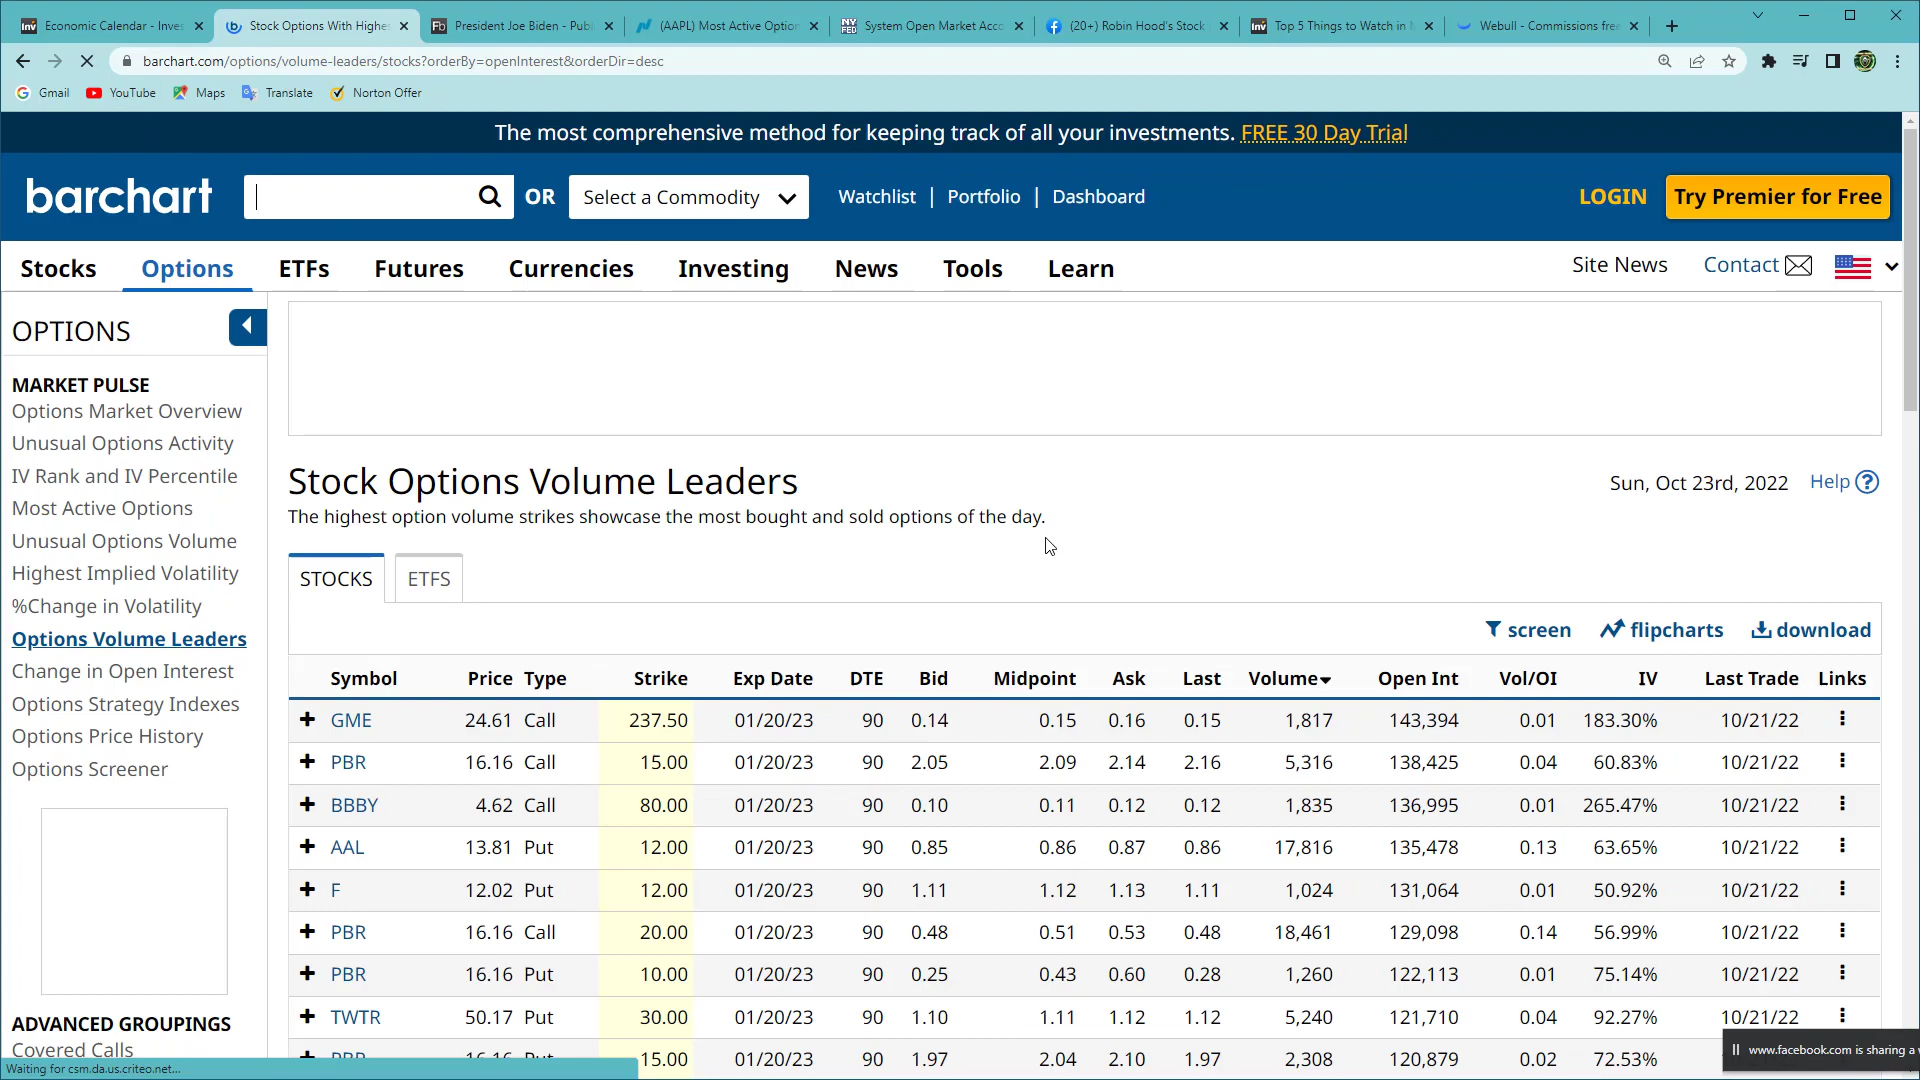 Economic Calendar - Inves
Stock Options With Highes
President Joe Biden - Publ
(AAPL) Most Active Option
System Open Market Acco
(20+) Robin Hood's Stock
Top 5 Things to Watch in
Webull - Commissions free
barchart.com/options/volume-leaders/stocks?orderBy=openInterest&orderDir=desc
Gmail YouTube Maps Translate Norton Offer
The most comprehensive method for keeping track of all your investments. FREE 30 Day Trial
barchart OR Select a Commodity Watchlist | Portfolio | Dashboard LOGIN Try Premier for Free
Stocks Options ETFs Futures Currencies Investing News Tools Learn Site News Contact
OPTIONS
MARKET PULSE
Options Market Overview
Unusual Options Activity
IV Rank and IV Percentile
Most Active Options
Unusual Options Volume
Highest Implied Volatility
%Change in Volatility
Options Volume Leaders
Change in Open Interest
Options Strategy Indexes
Options Price History
Options Screener
ADVANCED GROUPINGS
Covered Calls
Stock Options Volume Leaders
Sun, Oct 23rd, 2022 Help ?
The highest option volume strikes showcase the most bought and sold options of the day.
STOCKS ETFS
screen flipcharts download
Symbol Price Type Strike Exp Date DTE Bid Midpoint Ask Last Volume Open Int Vol/OI IV Last Trade Links
GME 24.61 Call 237.50 01/20/23 90 0.14 0.15 0.16 0.15 1,817 143,394 0.01 183.30% 10/21/22
PBR 16.16 Call 15.00 01/20/23 90 2.05 2.09 2.14 2.16 5,316 138,425 0.04 60.83% 10/21/22
BBBY 4.62 Call 80.00 01/20/23 90 0.10 0.11 0.12 0.12 1,835 136,995 0.01 265.47% 10/21/22
AAL 13.81 Put 12.00 01/20/23 90 0.85 0.86 0.87 0.86 17,816 135,478 0.13 63.65% 10/21/22
F 12.02 Put 12.00 01/20/23 90 1.11 1.12 1.13 1.11 1,024 131,064 0.01 50.92% 10/21/22
PBR 16.16 Call 20.00 01/20/23 90 0.48 0.51 0.53 0.48 18,461 129,098 0.14 56.99% 10/21/22
PBR 16.16 Put 10.00 01/20/23 90 0.25 0.43 0.60 0.28 1,260 122,113 0.01 75.14% 10/21/22
TWTR 50.17 Put 30.00 01/20/23 90 1.10 1.11 1.12 1.12 5,240 121,710 0.04 92.27% 10/21/22
PBR 16.16 Put 15.00 01/20/23 90 1.97 2.04 2.10 1.97 2,308 120,879 0.02 72.53%
Waiting for csm.da.us.criteo.net...
www.facebook.com is sharing a